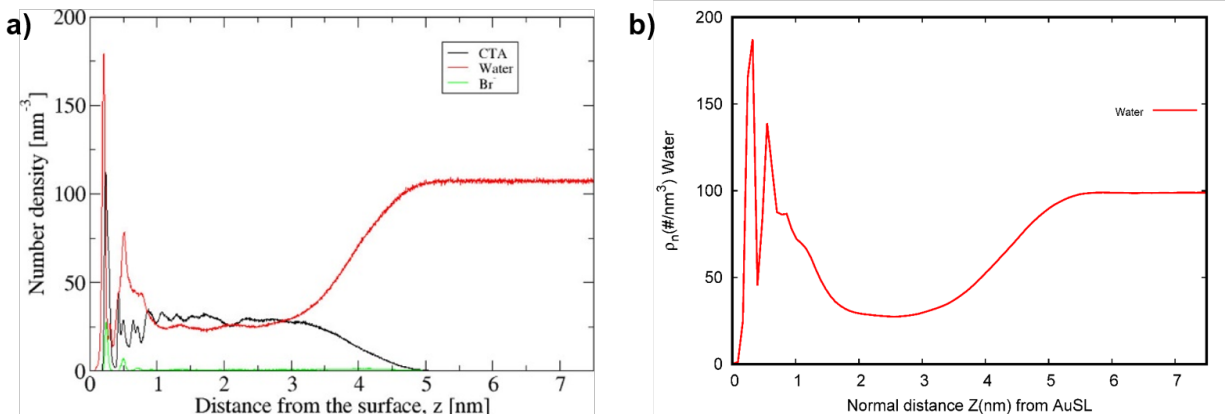 a)
200
150
100
50
0
Number density [nm-3]
CTA
Water
Br-
0 1 2 3 4 5 6 7
Distance from the surface, z [nm]
b)
200
150
100
50
0
ρn(#/nm3) Water
Water
0 1 2 3 4 5 6 7
Normal distance Z(nm) from AuSL